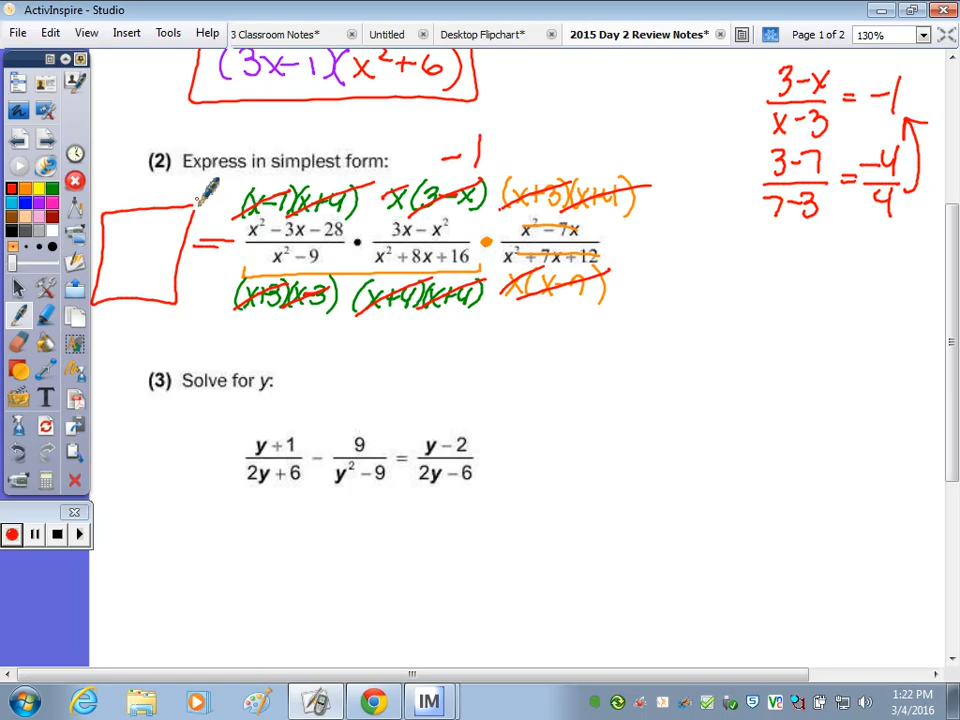 ActivInspire - Studio
File Edit View Insert Tools Help
3 Classroom Notes*
Untitled
Desktop Flipchart*
2015 Day 2 Review Notes*
Page 1 of 2
130%
(3x-1)(x²+6)
3-x
x-3
= -1
3-7
7-3
= -4
4
(2) Express in simplest form:
-1
(x-7)(x+4) x(3-x) (x+3)(x+4)
x² - 3x - 28 3x - x² x² - 7x
= • •
x² - 9 x² + 8x + 16 x² + 7x + 12
(x+3)(x-3) (x+4)(x+4) x(x-7)
(3) Solve for y:
y + 1 9 y - 2
- =
2y + 6 y² - 9 2y - 6
IM
1:22 PM
3/4/2016